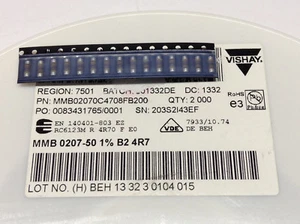 VISHAY
REGION: 7501 BATCH: 201332DE DC: 1332
PN: MMB02070C4708FB200 QTY: 2 000
PO: 0083431765/0001 SN: 203S2I43EF
RoHS
e3
EN 140401-803 EZ 7933/10.74
RC6123M R 4R70 F E0 VDE DE BEH
MMB 0207-50 1% B2 4R7
LOT NO. (H) BEH 13 32 3 0104 015